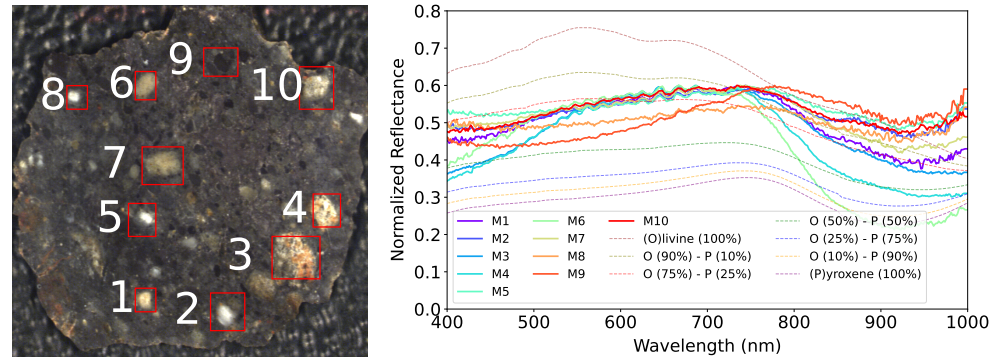 9
10
6
8
7
5
4
3
1
2
0.8
0.7
0.6
0.5
0.4
0.3
0.2
0.1
0.0
Normalized Reflectance
400 500 600 700 800 900 1000
Wavelength (nm)
M1
M2
M3
M4
M5
M6
M7
M8
M9
M10
(O)livine (100%)
O (90%) - P (10%)
O (75%) - P (25%)
O (50%) - P (50%)
O (25%) - P (75%)
O (10%) - P (90%)
(P)yroxene (100%)